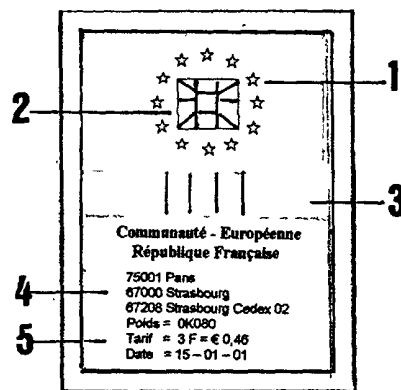 1
2
3
Communauté - Européenne
République Française
75001 Paris
4
67000 Strasbourg
67208 Strasbourg Cedex 02
Poids = 0K080
5
Tarif = 3 F = € 0,46
Date = 15 - 01 - 01